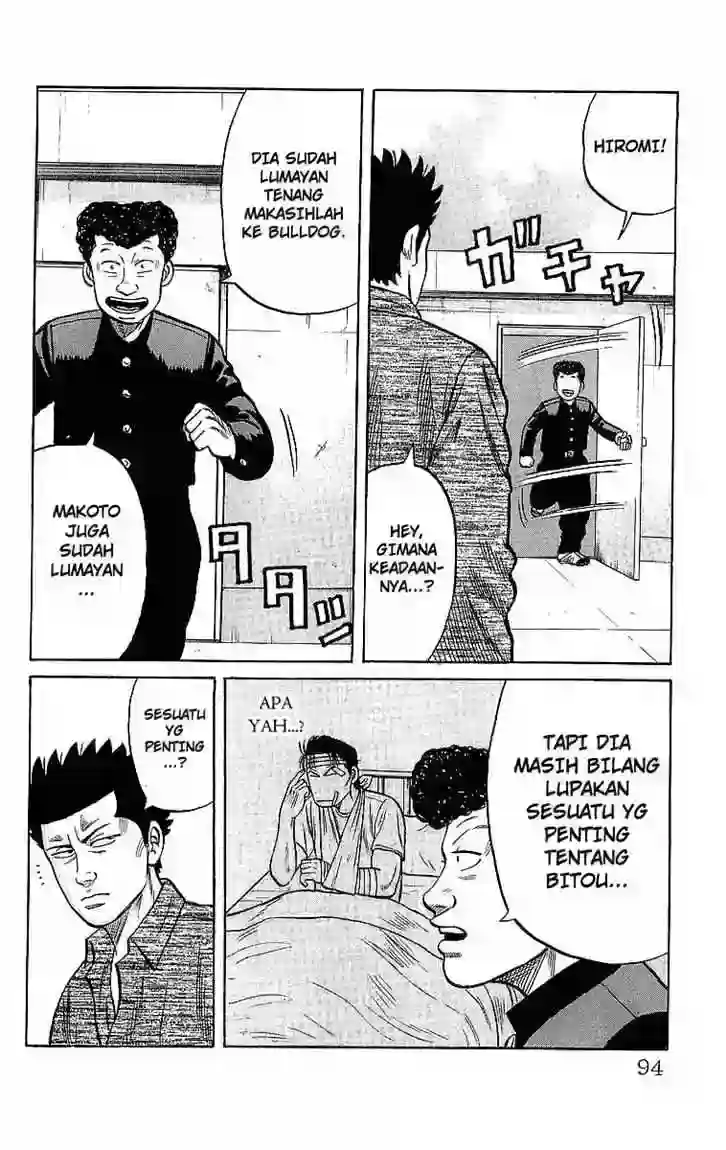 HIROMI!
ガチャ
HEY,
GIMANA
KEADAAN-
NYA...?
DIA SUDAH
LUMAYAN
TENANG
MAKASIHLAH
KE BULLDOG.
MAKOTO
JUGA
SUDAH
LUMAYAN
...
タタッ
TAPI DIA
MASIH BILANG
LUPAKAN
SESUATU YG
PENTING
TENTANG
BITOU...
APA
YAH...?
SESUATU
YG
PENTING
...?
...
94